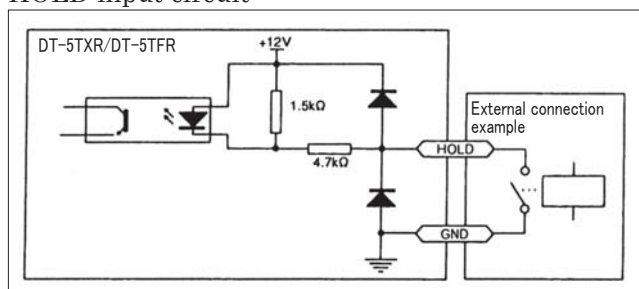 HOLD input circuit
DT-5TXR/DT-5TFR
+12V
1.5kΩ
4.7kΩ
HOLD
GND
External connection
example